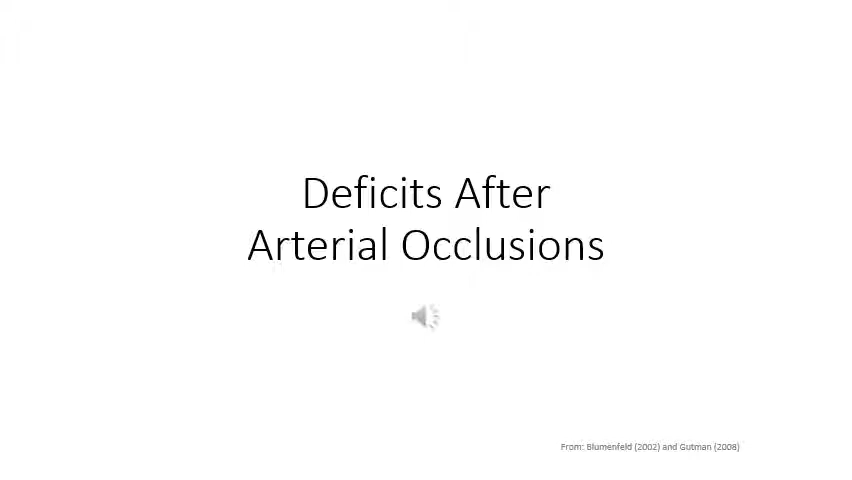 Deficits After
Arterial Occlusions
From: Blumenfeld (2002) and Gutman (2008)